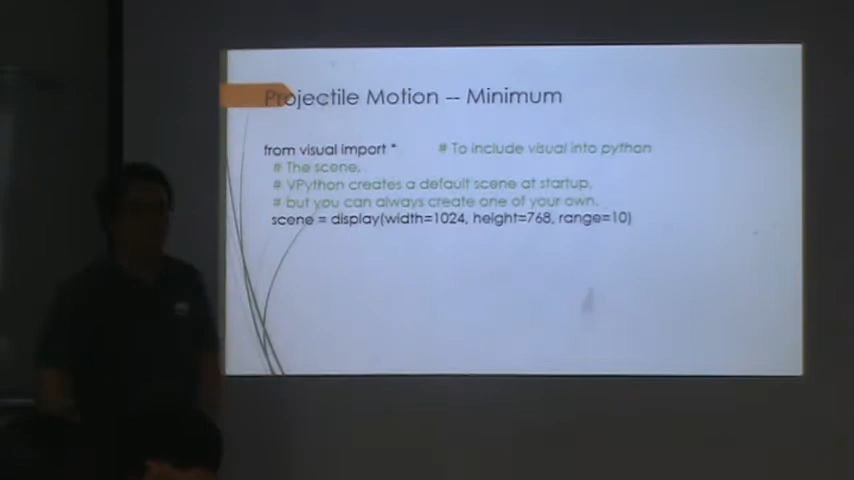 Projectile Motion -- Minimum
from visual import * # To include visual into python
# The scene.
# VPython creates a default scene at startup,
# but you can always create one of your own.
scene = display(width=1024, height=768, range=10)